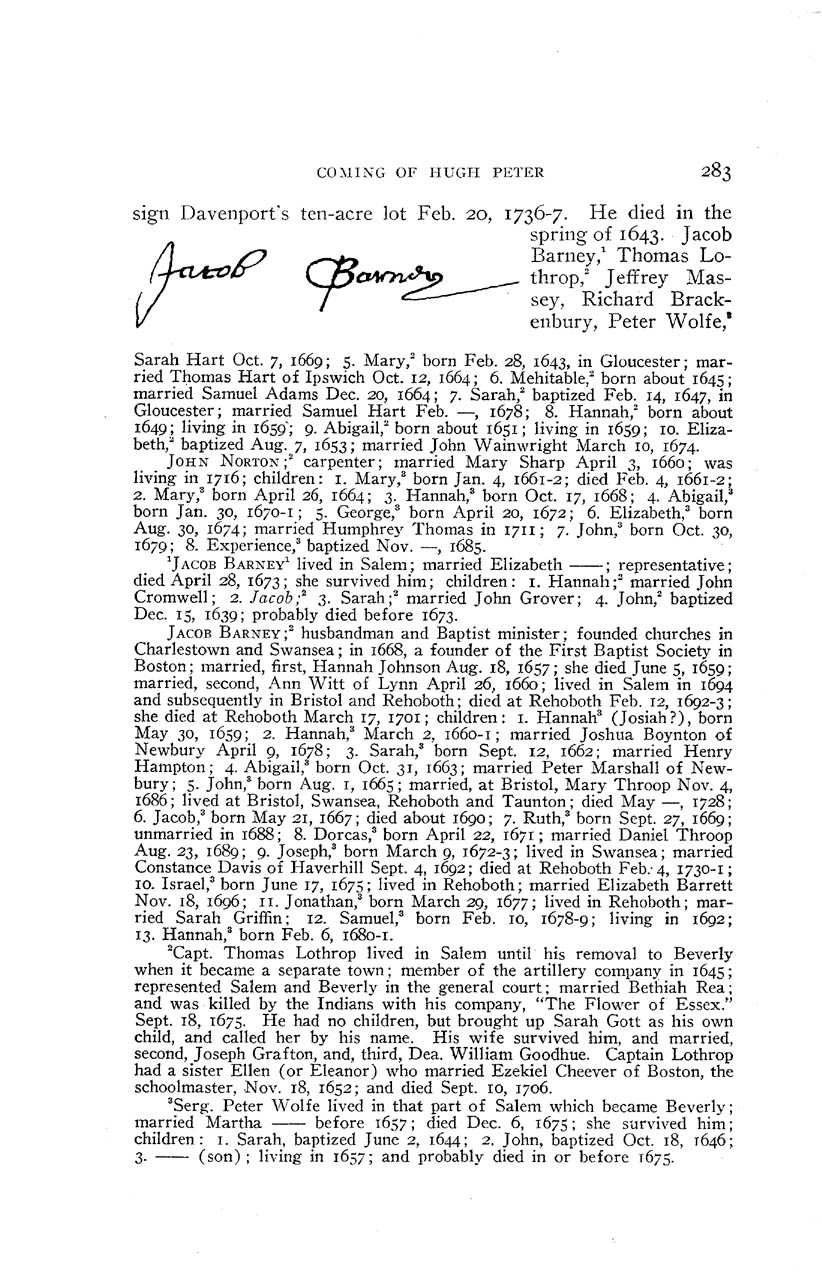 COMING OF HUGH PETER 283
sign Davenport's ten-acre lot Feb. 20, 1736-7. He died in the
spring of 1643. Jacob
Barney,¹ Thomas Lo-
throp,² Jeffrey Mas-
sey, Richard Brack-
enbury, Peter Wolfe,³
Jacob Barney
Sarah Hart Oct. 7, 1669; 5. Mary,² born Feb. 28, 1643, in Gloucester; mar-
ried Thomas Hart of Ipswich Oct. 12, 1664; 6. Mehitable,² born about 1645;
married Samuel Adams Dec. 20, 1664; 7. Sarah,² baptized Feb. 14, 1647, in
Gloucester; married Samuel Hart Feb. —, 1678; 8. Hannah,² born about
1649; living in 1659; 9. Abigail,² born about 1651; living in 1659; 10. Eliza-
beth,² baptized Aug. 7, 1653; married John Wainwright March 10, 1674.
JOHN NORTON;² carpenter; married Mary Sharp April 3, 1660; was
living in 1716; children: 1. Mary,³ born Jan. 4, 1661-2; died Feb. 4, 1661-2;
2. Mary,³ born April 26, 1664; 3. Hannah,³ born Oct. 17, 1668; 4. Abigail,³
born Jan. 30, 1670-1; 5. George,³ born April 20, 1672; 6. Elizabeth,³ born
Aug. 30, 1674; married Humphrey Thomas in 1711; 7. John,³ born Oct. 30,
1679; 8. Experience,³ baptized Nov. —, 1685.
¹JACOB BARNEY¹ lived in Salem; married Elizabeth ——; representative;
died April 28, 1673; she survived him; children: 1. Hannah;² married John
Cromwell; 2. Jacob;² 3. Sarah;² married John Grover; 4. John,² baptized
Dec. 15, 1639; probably died before 1673.
JACOB BARNEY;² husbandman and Baptist minister; founded churches in
Charlestown and Swansea; in 1668, a founder of the First Baptist Society in
Boston; married, first, Hannah Johnson Aug. 18, 1657; she died June 5, 1659;
married, second, Ann Witt of Lynn April 26, 1660; lived in Salem in 1694
and subsequently in Bristol and Rehoboth; died at Rehoboth Feb. 12, 1692-3;
she died at Rehoboth March 17, 1701; children: 1. Hannah³ (Josiah?), born
May 30, 1659; 2. Hannah,³ March 2, 1660-1; married Joshua Boynton of
Newbury April 9, 1678; 3. Sarah,³ born Sept. 12, 1662; married Henry
Hampton; 4. Abigail,³ born Oct. 31, 1663; married Peter Marshall of New-
bury; 5. John,³ born Aug. 1, 1665; married, at Bristol, Mary Throop Nov. 4,
1686; lived at Bristol, Swansea, Rehoboth and Taunton; died May —, 1728;
6. Jacob,³ born May 21, 1667; died about 1690; 7. Ruth,³ born Sept. 27, 1669;
unmarried in 1688; 8. Dorcas,³ born April 22, 1671; married Daniel Throop
Aug. 23, 1689; 9. Joseph,³ born March 9, 1672-3; lived in Swansea; married
Constance Davis of Haverhill Sept. 4, 1692; died at Rehoboth Feb. 4, 1730-1;
10. Israel,³ born June 17, 1675; lived in Rehoboth; married Elizabeth Barrett
Nov. 18, 1696; 11. Jonathan,³ born March 29, 1677; lived in Rehoboth; mar-
ried Sarah Griffin; 12. Samuel,³ born Feb. 10, 1678-9; living in 1692;
13. Hannah,³ born Feb. 6, 1680-1.
²Capt. Thomas Lothrop lived in Salem until his removal to Beverly
when it became a separate town; member of the artillery company in 1645;
represented Salem and Beverly in the general court; married Bethiah Rea;
and was killed by the Indians with his company, "The Flower of Essex."
Sept. 18, 1675. He had no children, but brought up Sarah Gott as his own
child, and called her by his name. His wife survived him, and married,
second, Joseph Grafton, and, third, Dea. William Goodhue. Captain Lothrop
had a sister Ellen (or Eleanor) who married Ezekiel Cheever of Boston, the
schoolmaster, Nov. 18, 1652; and died Sept. 10, 1706.
³Serg. Peter Wolfe lived in that part of Salem which became Beverly;
married Martha —— before 1657; died Dec. 6, 1675; she survived him;
children: 1. Sarah, baptized June 2, 1644; 2. John, baptized Oct. 18, 1646;
3. —— (son); living in 1657; and probably died in or before 1675.